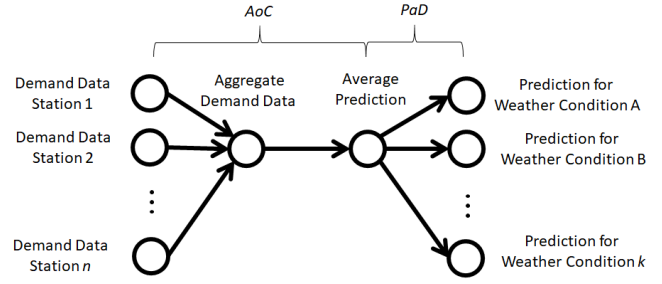 AoC
PaD
Demand Data
Station 1
Aggregate
Demand Data
Average
Prediction
Prediction for
Weather Condition A
Demand Data
Station 2
Prediction for
Weather Condition B
Demand Data
Station n
Prediction for
Weather Condition k